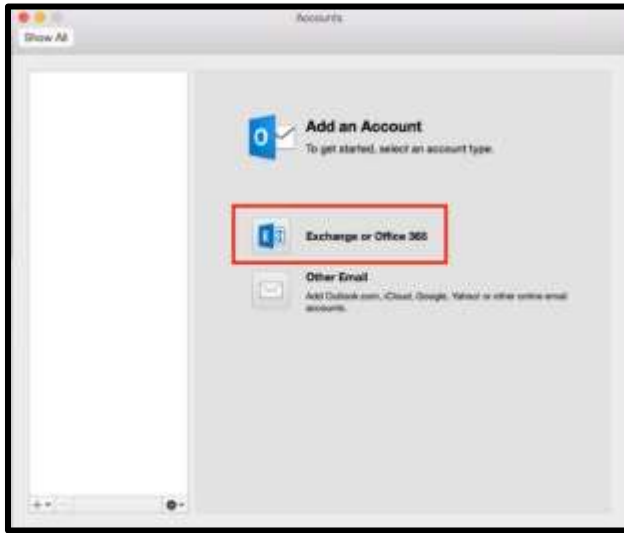 Accounts
Show All
Add an Account
To get started, select an account type.
Exchange or Office 365
Other Email
Add Outlook.com, iCloud, Google, Yahoo! or other online email
accounts.